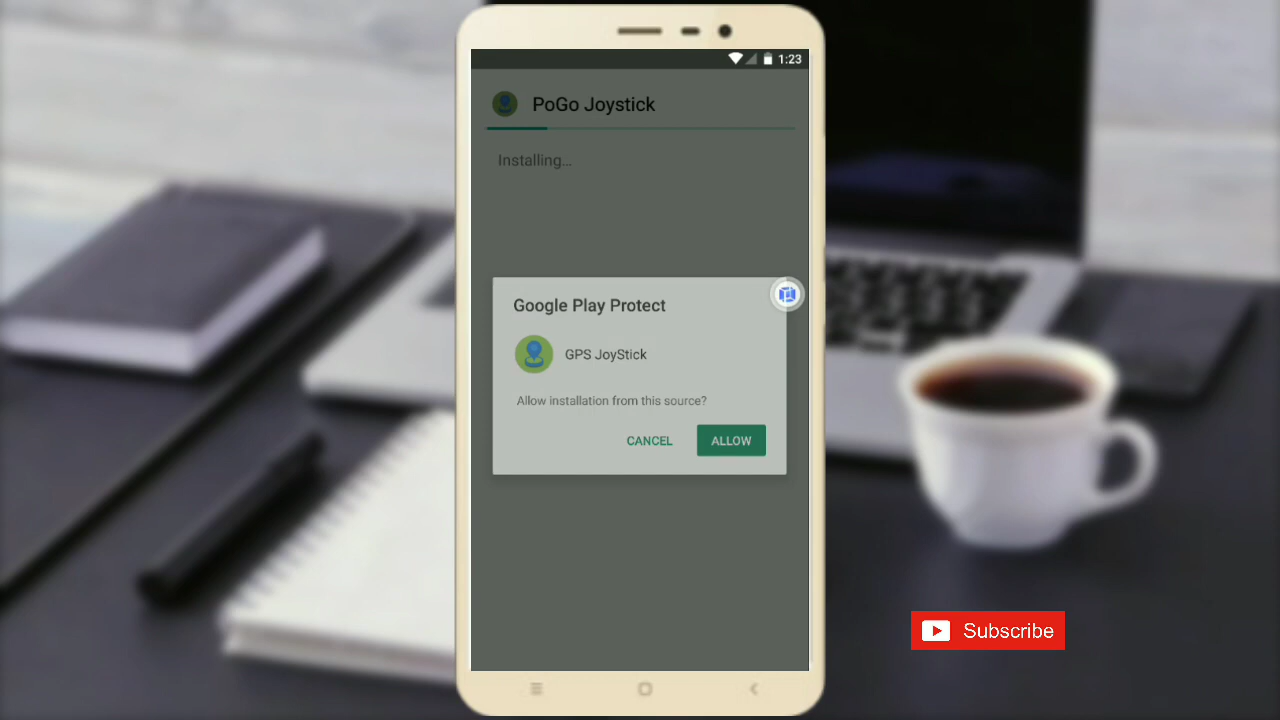 1:23
PoGo Joystick
Installing...
Google Play Protect
GPS JoyStick
Allow installation from this source?
CANCEL ALLOW
Subscribe